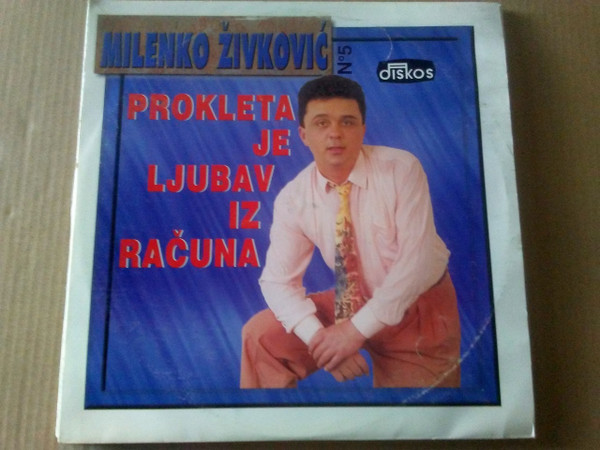 MILENKO ŽIVKOVIĆ
Nº5
diskos
PROKLETA
JE
LJUBAV
IZ
RAČUNA